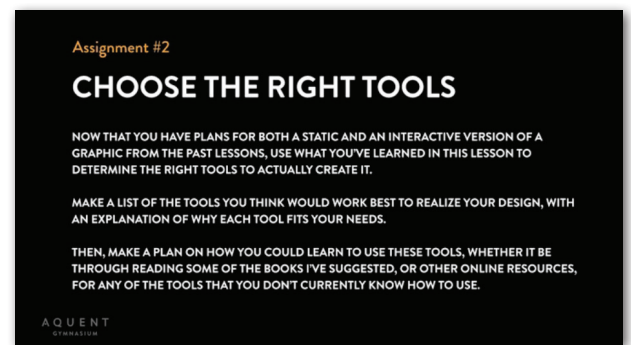 Assignment #2
CHOOSE THE RIGHT TOOLS
NOW THAT YOU HAVE PLANS FOR BOTH A STATIC AND AN INTERACTIVE VERSION OF A
GRAPHIC FROM THE PAST LESSONS, USE WHAT YOU'VE LEARNED IN THIS LESSON TO
DETERMINE THE RIGHT TOOLS TO ACTUALLY CREATE IT.
MAKE A LIST OF THE TOOLS YOU THINK WOULD WORK BEST TO REALIZE YOUR DESIGN, WITH
AN EXPLANATION OF WHY EACH TOOL FITS YOUR NEEDS.
THEN, MAKE A PLAN ON HOW YOU COULD LEARN TO USE THESE TOOLS, WHETHER IT BE
THROUGH READING SOME OF THE BOOKS I'VE SUGGESTED, OR OTHER ONLINE RESOURCES,
FOR ANY OF THE TOOLS THAT YOU DON'T CURRENTLY KNOW HOW TO USE.
AQUENT
GYMNASIUM